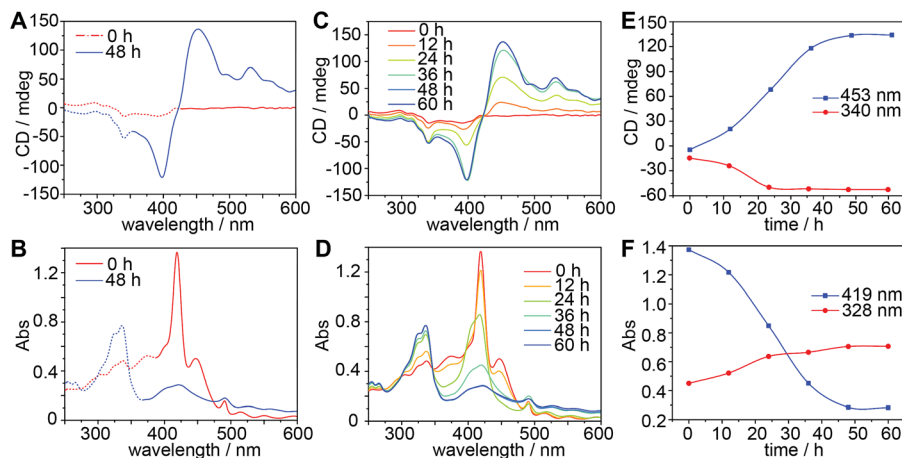 A
CD / mdeg
150
100
50
0
-50
-100
-150
300
400
500
600
wavelength / nm
0 h
48 h
B
Abs
1.2
0.8
0.4
0
300
400
500
600
wavelength / nm
0 h
48 h
C
CD / mdeg
150
100
50
0
-50
-100
-150
300
400
500
600
wavelength / nm
0 h
12 h
24 h
36 h
48 h
60 h
D
Abs
1.2
0.8
0.4
0
300
400
500
600
wavelength / nm
0 h
12 h
24 h
36 h
48 h
60 h
E
CD / mdeg
150
120
90
60
30
0
-30
-60
0
10
20
30
40
50
60
time / h
453 nm
340 nm
F
Abs
1.4
1.2
1.0
0.8
0.6
0.4
0.2
0
10
20
30
40
50
60
time / h
419 nm
328 nm